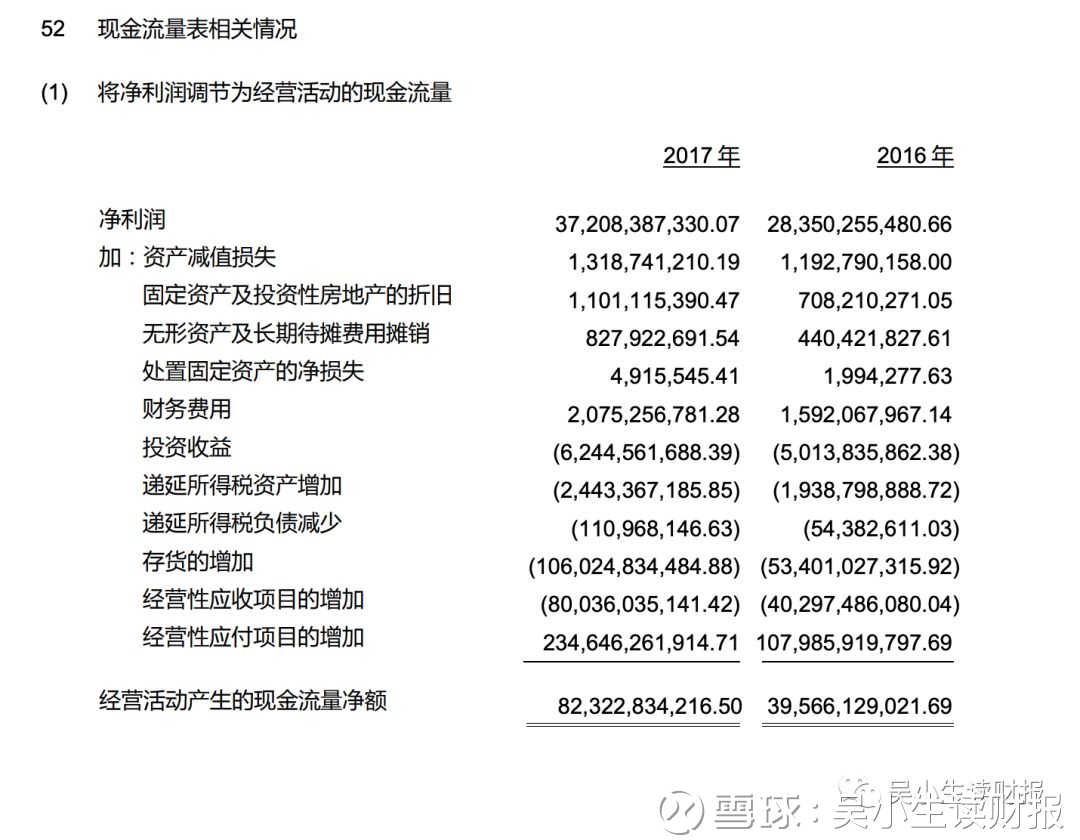 52 现金流量表相关情况
(1) 将净利润调节为经营活动的现金流量
2017 年 2016 年
净利润 37,208,387,330.07 28,350,255,480.66
加：资产减值损失 1,318,741,210.19 1,192,790,158.00
固定资产及投资性房地产的折旧 1,101,115,390.47 708,210,271.05
无形资产及长期待摊费用摊销 827,922,691.54 440,421,827.61
处置固定资产的净损失 4,915,545.41 1,994,277.63
财务费用 2,075,256,781.28 1,592,067,967.14
投资收益 (6,244,561,688.39) (5,013,835,862.38)
递延所得税资产增加 (2,443,367,185.85) (1,938,798,888.72)
递延所得税负债减少 (110,968,146.63) (54,382,611.03)
存货的增加 (106,024,834,484.88) (53,401,027,315.92)
经营性应收项目的增加 (80,036,035,141.42) (40,297,486,080.04)
经营性应付项目的增加 234,646,261,914.71 107,985,919,797.69
经营活动产生的现金流量净额 82,322,834,216.50 39,566,129,021.69
吴小生读财报
雪球：吴小生读财报